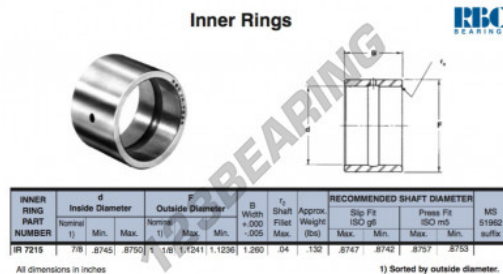 Inner Rings
RBC
BEARINGS
123BEARING
B
r₂
d
F
INNER RING PART NUMBER
d Inside Diameter
F Outside Diameter
B Width +.000 -.005
r₂ Shaft Fillet Max.
Approx. Weight (lbs)
RECOMMENDED SHAFT DIAMETER
Slip Fit ISO g6
Press Fit ISO m5
MS 51962 suffix
Nominal 1) Min. Max. Nominal 1) Max. Min. Max. Min. Max. Min.
IR 7215 7/8 .8745 .8750 1 1/8 1.1241 1.1236 1.260 .04 .132 .8747 .8742 .8757 .8753
All dimensions in inches
1) Sorted by outside diameter.